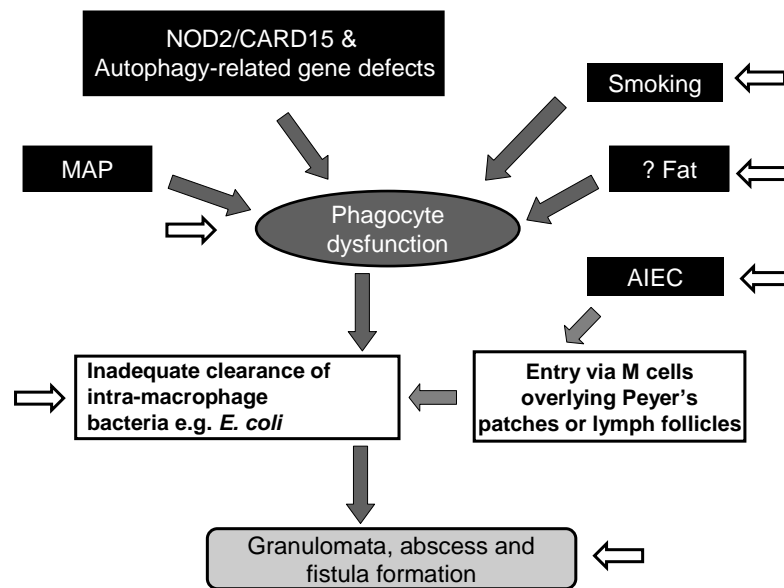 NOD2/CARD15 &
Autophagy-related gene defects
Smoking
MAP
? Fat
Phagocyte
dysfunction
AIEC
Inadequate clearance of
intra-macrophage
bacteria e.g. E. coli
Entry via M cells
overlying Peyer's
patches or lymph follicles
Granulomata, abscess and
fistula formation